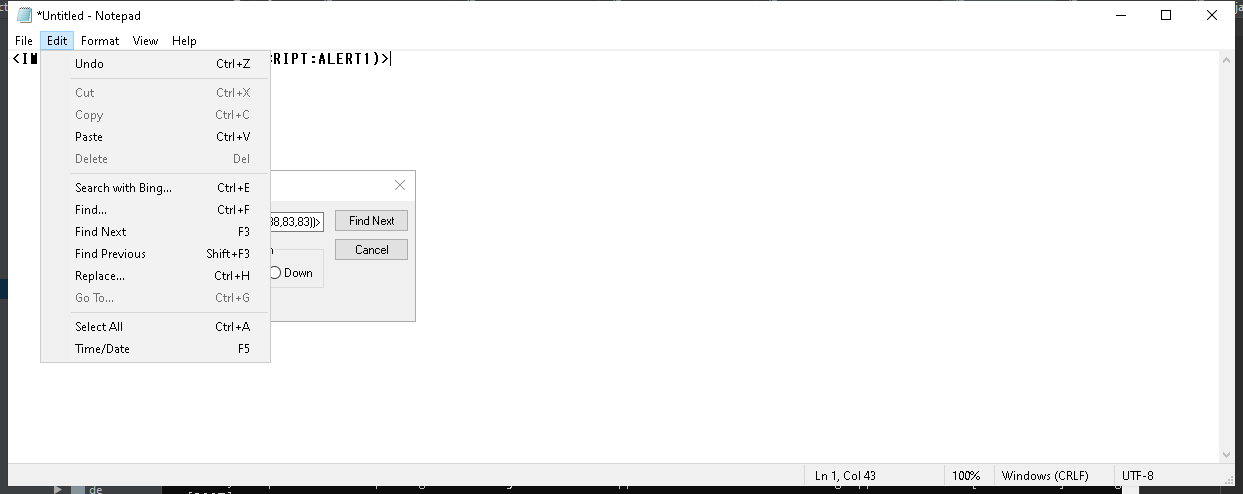 *Untitled - Notepad
File Edit Format View Help
<IM RIPT:ALERT1)>
Undo Ctrl+Z
Cut Ctrl+X
Copy Ctrl+C
Paste Ctrl+V
Delete Del
Search with Bing... Ctrl+E
Find... Ctrl+F
Find Next F3
Find Previous Shift+F3
Replace... Ctrl+H
Go To... Ctrl+G
Select All Ctrl+A
Time/Date F5
88,83,83))> Find Next
Cancel
Down
Ln 1, Col 43 100% Windows (CRLF) UTF-8
de